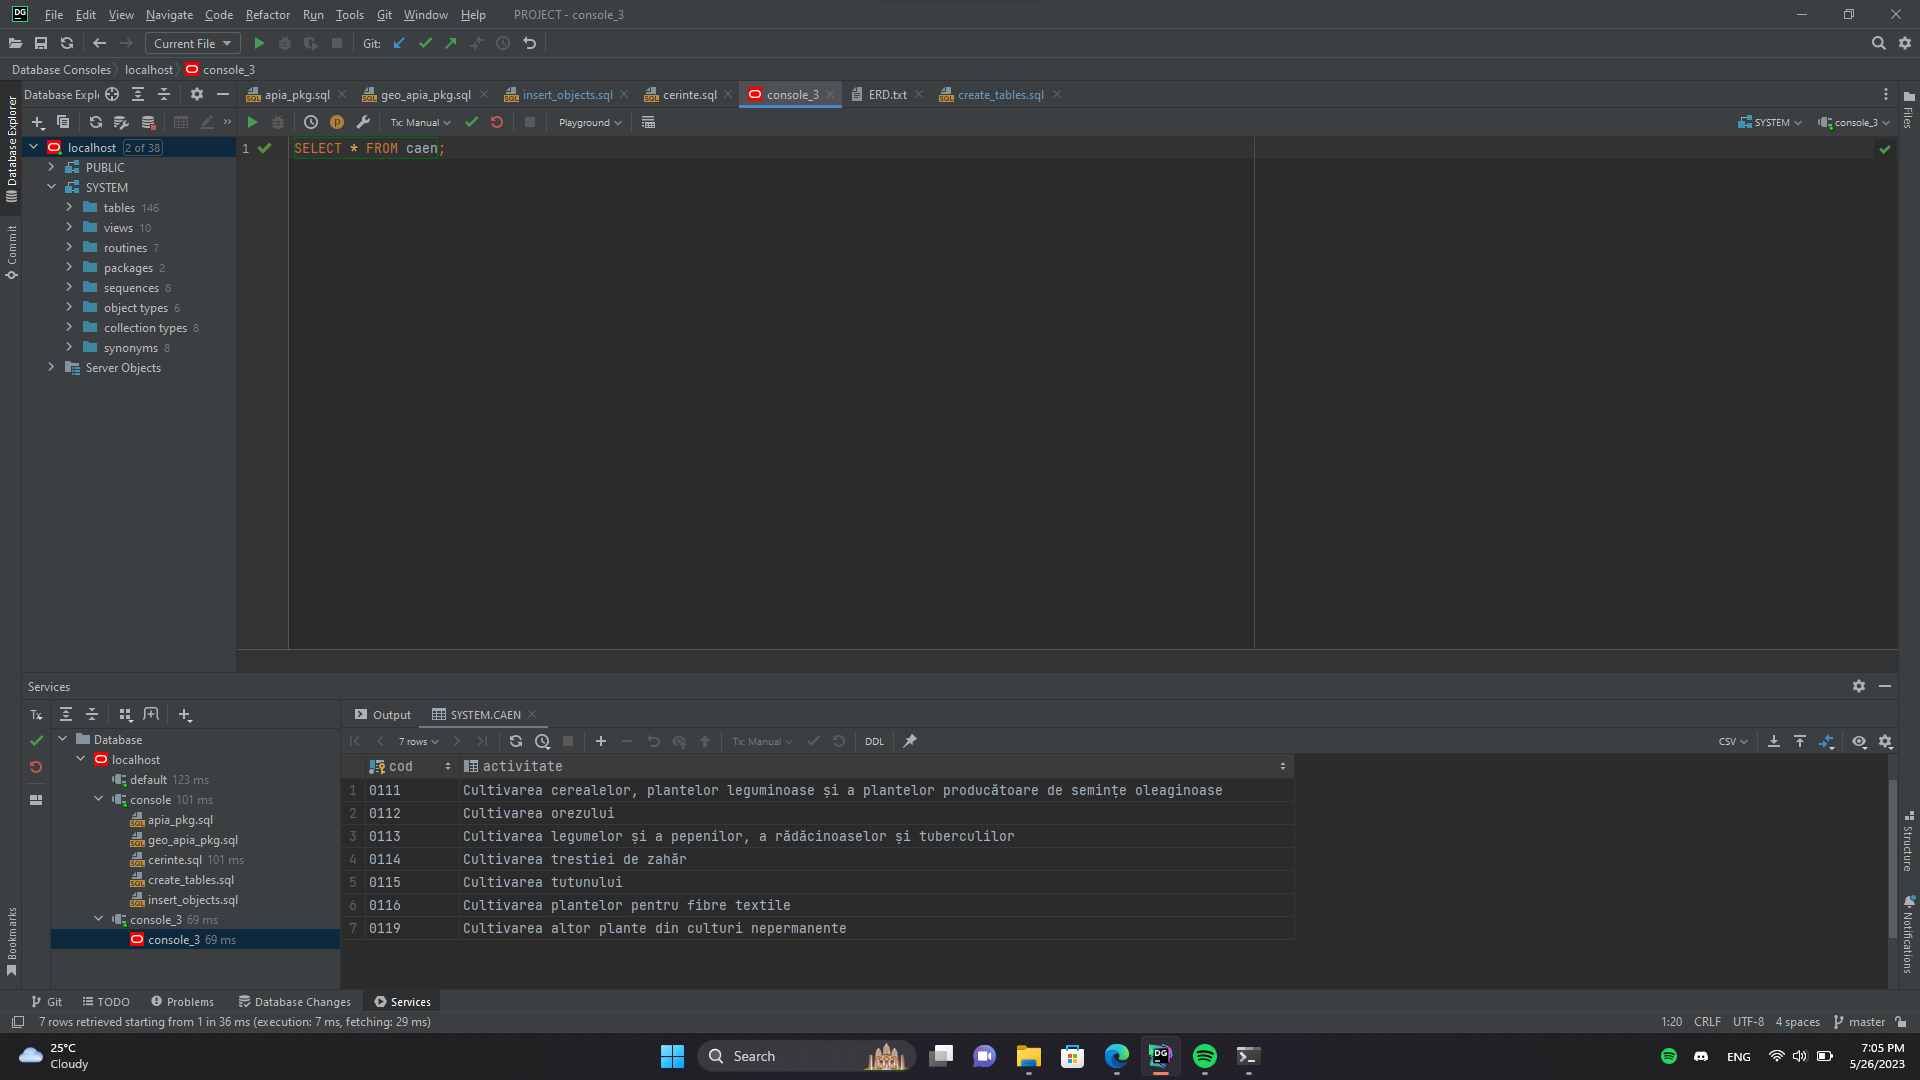 DG File Edit View Navigate Code Refactor Run Tools Git Window Help PROJECT - console_3
Current File Git:
Database Consoles localhost console_3
Database Expl apia_pkg.sql geo_apia_pkg.sql insert_objects.sql cerinte.sql console_3 ERD.txt create_tables.sql
Tx: Manual Playground SYSTEM console_3
localhost 2 of 38
1 SELECT * FROM caen;
PUBLIC
SYSTEM
tables 146
views 10
routines 7
packages 2
sequences 8
object types 6
collection types 8
synonyms 8
Server Objects
Database Explorer
Commit
Bookmarks
Files
Structure
Notifications
Services
Tx
Database
localhost
default 123 ms
console 101 ms
apia_pkg.sql
geo_apia_pkg.sql
cerinte.sql 101 ms
create_tables.sql
insert_objects.sql
console_3 69 ms
console_3 69 ms
Output SYSTEM.CAEN
7 rows Tx: Manual DDL CSV
cod activitate
1 0111 Cultivarea cerealelor, plantelor leguminoase și a plantelor producătoare de semințe oleaginoase
2 0112 Cultivarea orezului
3 0113 Cultivarea legumelor și a pepenilor, a rădăcinoaselor și tuberculilor
4 0114 Cultivarea trestiei de zahăr
5 0115 Cultivarea tutunului
6 0116 Cultivarea plantelor pentru fibre textile
7 0119 Cultivarea altor plante din culturi nepermanente
Git TODO Problems Database Changes Services
7 rows retrieved starting from 1 in 36 ms (execution: 7 ms, fetching: 29 ms) 1:20 CRLF UTF-8 4 spaces master
25°C
Cloudy
Search
DG
ENG
7:05 PM
5/26/2023